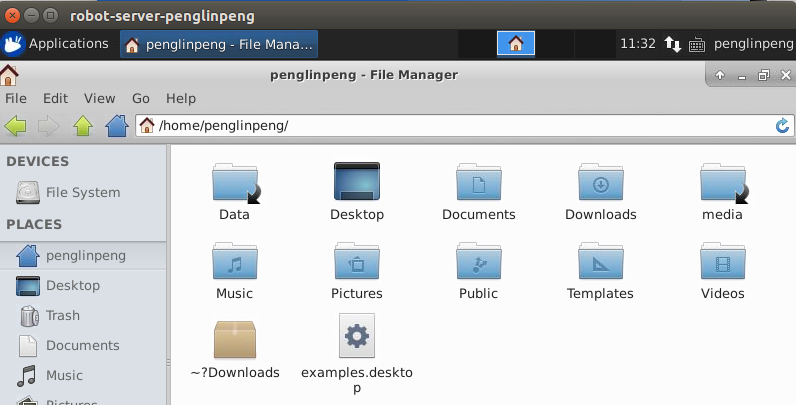 robot-server-penglinpeng
Applications penglinpeng - File Mana... 11:32 penglinpeng
penglinpeng - File Manager
File Edit View Go Help
/home/penglinpeng/
DEVICES
File System
PLACES
penglinpeng
Desktop
Trash
Documents
Music
Pictures
Data Desktop Documents Downloads media
Music Pictures Public Templates Videos
~?Downloads examples.deskto
p